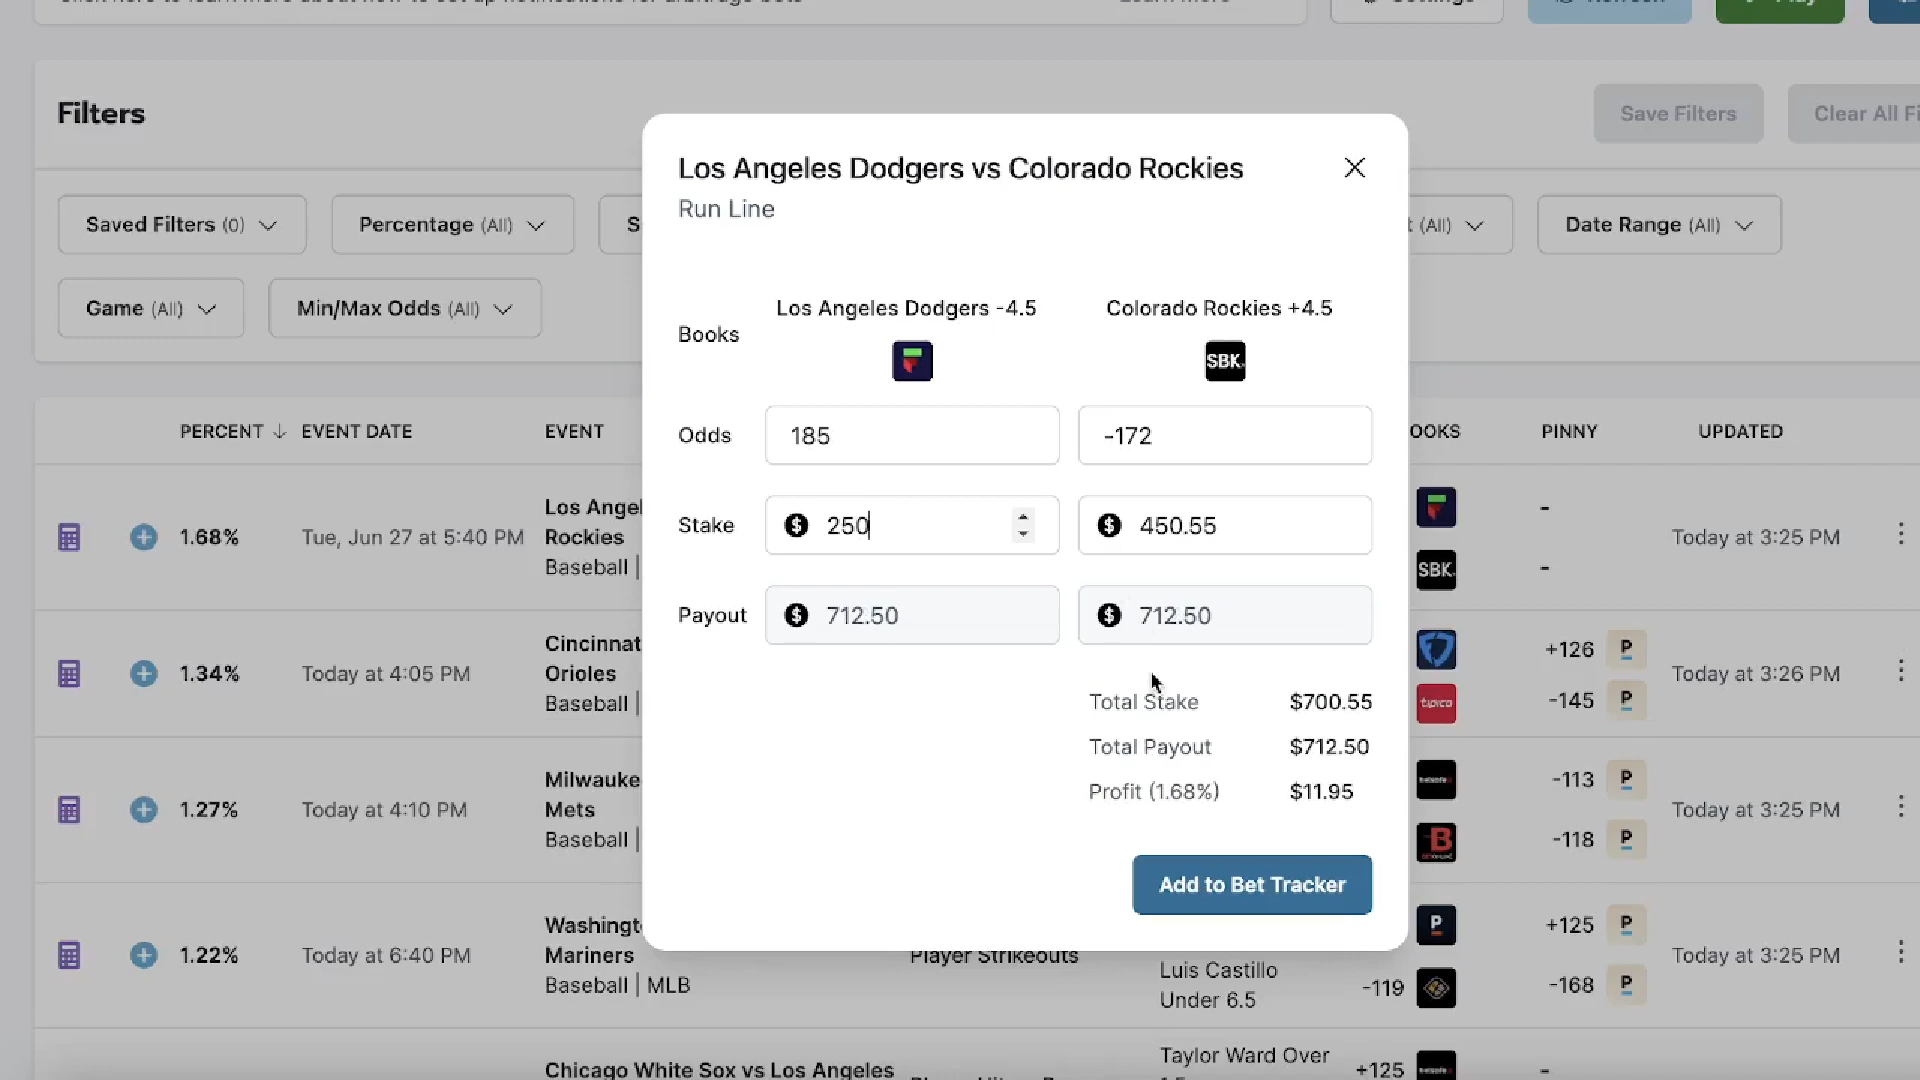 Learn more
Settings
Refresh
Play
Filters
Save Filters
Clear All Fi
Saved Filters (0)
Percentage (All)
S
t (All)
Date Range (All)
Game (All)
Min/Max Odds (All)
Los Angeles Dodgers vs Colorado Rockies
Run Line
Books
Los Angeles Dodgers -4.5
Colorado Rockies +4.5
SBK.
Odds
185
-172
Stake
$ 250
$ 450.55
Payout
$ 712.50
$ 712.50
Total Stake $700.55
Total Payout $712.50
Profit (1.68%) $11.95
Add to Bet Tracker
PERCENT
EVENT DATE
EVENT
OOKS
PINNY
UPDATED
1.68%
Tue, Jun 27 at 5:40 PM
Los Angel
Rockies
Baseball |
SBK.
-
-
Today at 3:25 PM
1.34%
Today at 4:05 PM
Cincinnat
Orioles
Baseball |
tipico
+126 P
-145 P
Today at 3:26 PM
1.27%
Today at 4:10 PM
Milwauke
Mets
Baseball |
B
-113 P
-118 P
Today at 3:25 PM
1.22%
Today at 6:40 PM
Washingt
Mariners
Baseball | MLB
Player Strikeouts
Luis Castillo
Under 6.5
-119
P
+125 P
-168 P
Today at 3:25 PM
Chicago White Sox vs Los Angeles
Taylor Ward Over
+125
-